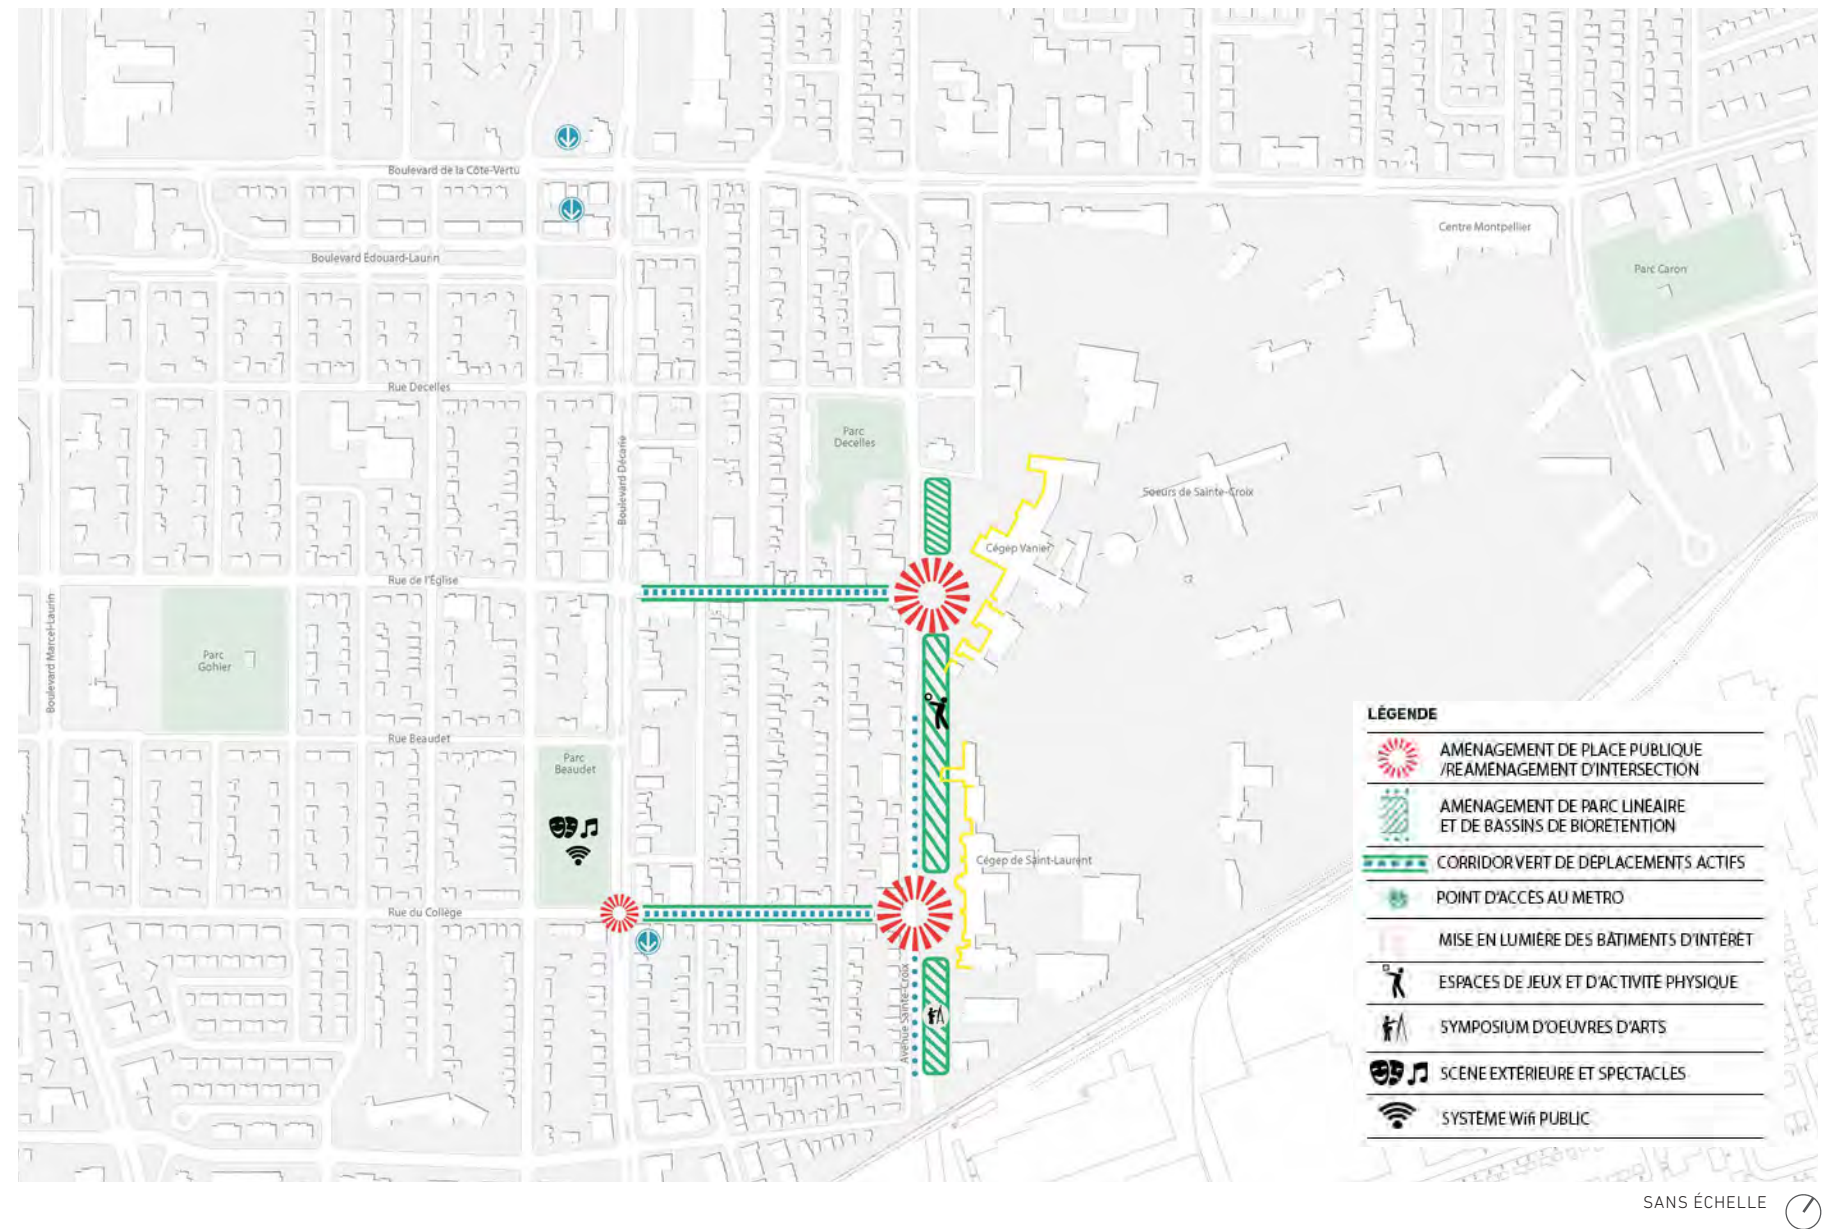 Boulevard de la Côte-Vertu
Centre Montpellier
Boulevard Édouard-Laurin
Parc Caron
Rue Decelles
Parc
Decelles
Boulevard Décarie
Soeurs de Sainte-Croix
Cégep Vanier
Rue de l'Église
Boulevard Marcel-Laurin
Parc
Gohier
Rue Beaudet
Parc
Beaudet
Cégep de Saint-Laurent
Rue du Collège
Avenue Sainte-Croix
LÉGENDE
AMÉNAGEMENT DE PLACE PUBLIQUE
/RÉAMÉNAGEMENT D'INTERSECTION
AMÉNAGEMENT DE PARC LINÉAIRE
ET DE BASSINS DE BIORÉTENTION
CORRIDOR VERT DE DÉPLACEMENTS ACTIFS
POINT D'ACCÈS AU MÉTRO
MISE EN LUMIÈRE DES BÂTIMENTS D'INTÉRÊT
ESPACES DE JEUX ET D'ACTIVITÉ PHYSIQUE
SYMPOSIUM D'OEUVRES D'ARTS
SCÈNE EXTÉRIEURE ET SPECTACLES
SYSTÈME Wifi PUBLIC
SANS ÉCHELLE